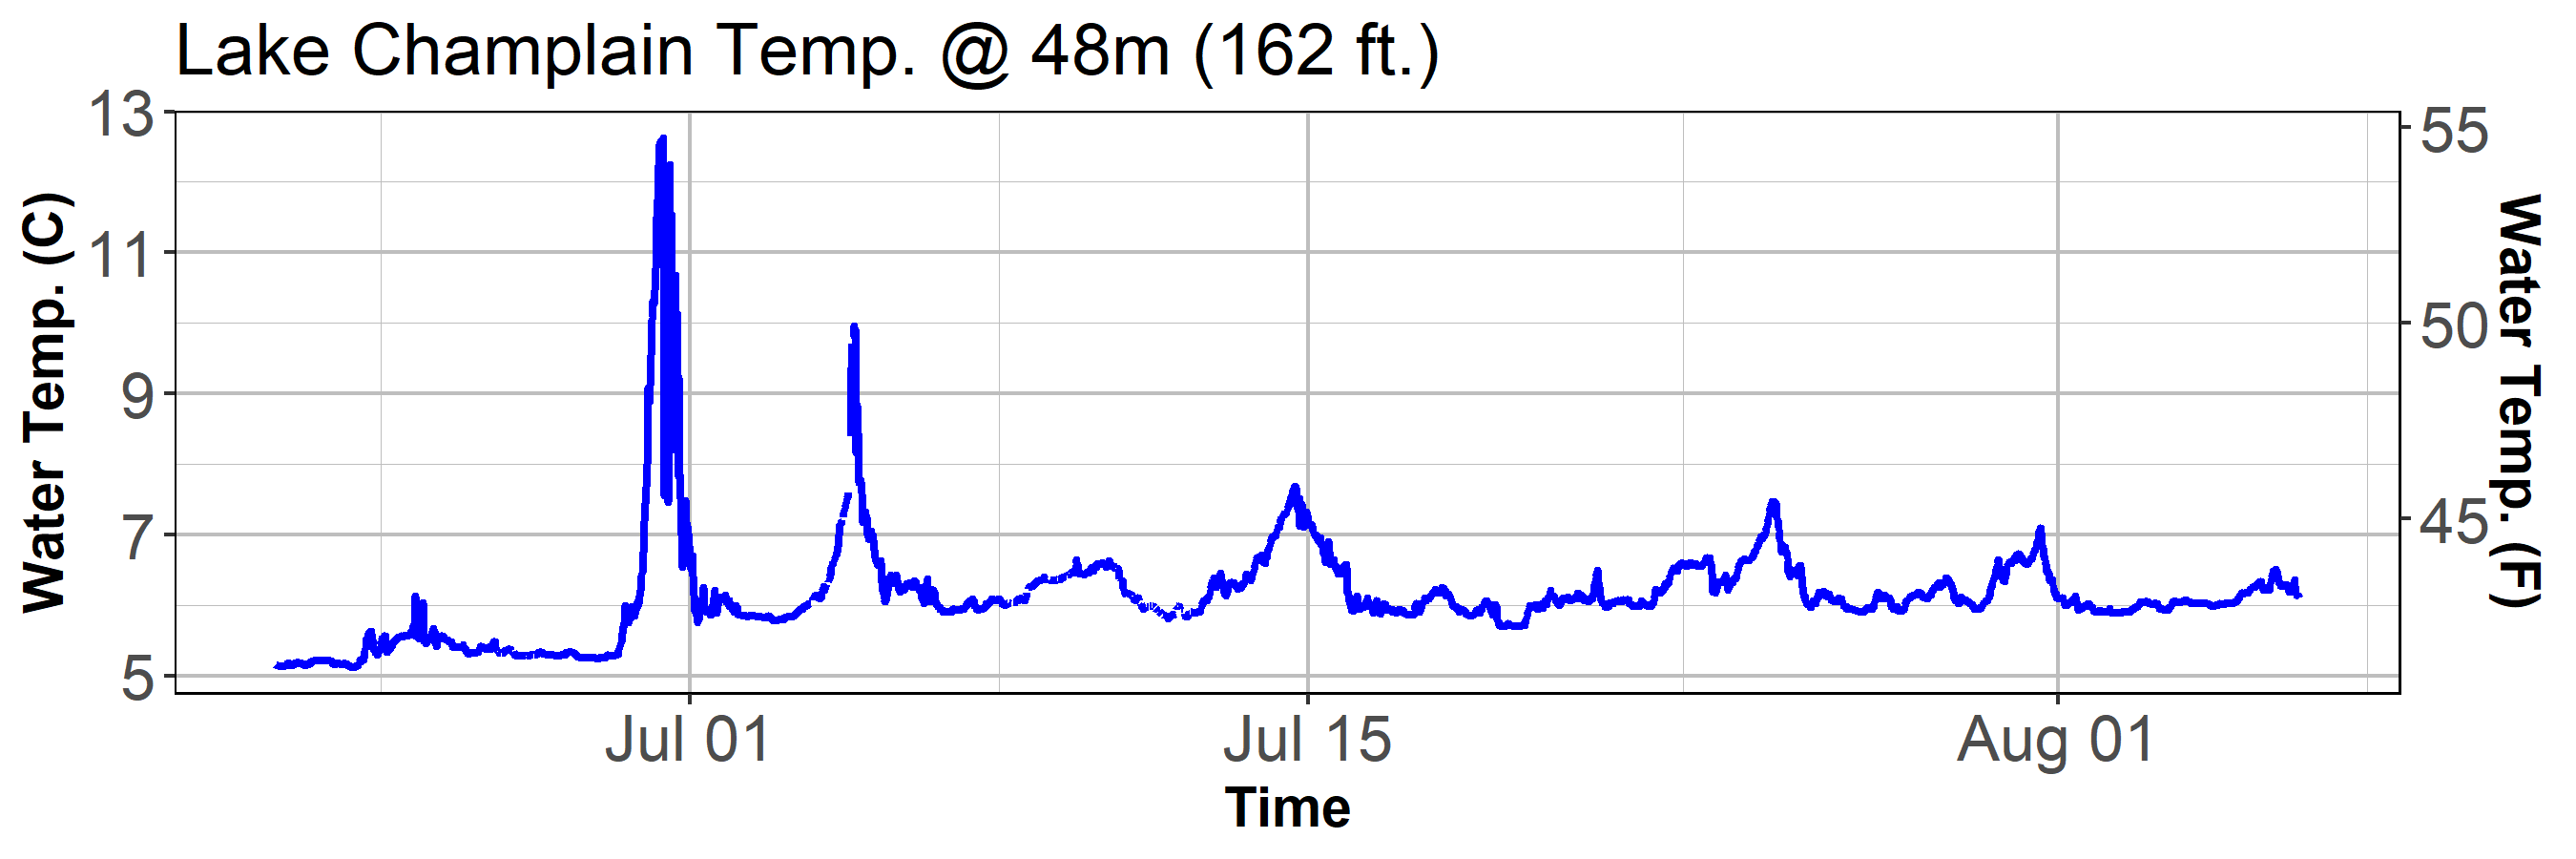 Lake Champlain Temp. @ 48m (162 ft.)
Water Temp. (C)
13
11
9
7
5
55
50
45
Water Temp. (F)
Jul 01
Jul 15
Aug 01
Time